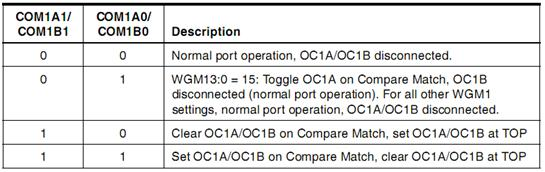 COM1A1/
COM1B1
COM1A0/
COM1B0
Description
0
0
Normal port operation, OC1A/OC1B disconnected.
0
1
WGM13:0 = 15: Toggle OC1A on Compare Match, OC1B
disconnected (normal port operation). For all other WGM1
settings, normal port operation, OC1A/OC1B disconnected.
1
0
Clear OC1A/OC1B on Compare Match, set OC1A/OC1B at TOP
1
1
Set OC1A/OC1B on Compare Match, clear OC1A/OC1B at TOP